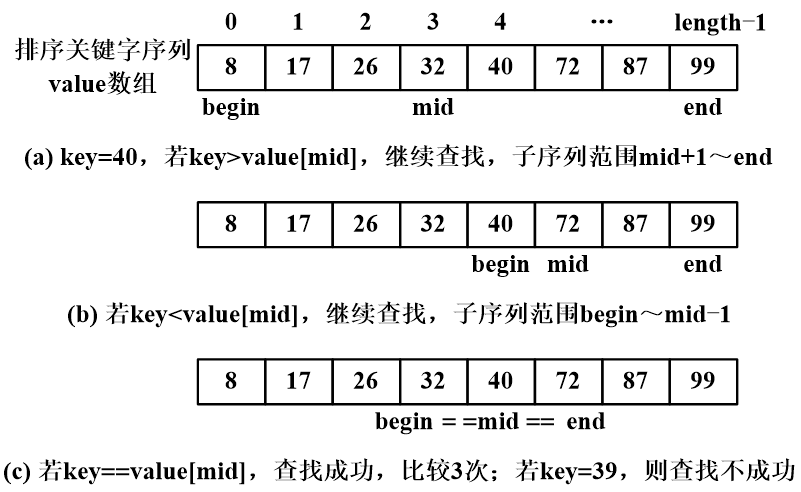 0 1 2 3 4 … length-1
排序关键字序列
value数组
8 17 26 32 40 72 87 99
begin mid end
(a) key=40，若key>value[mid]，继续查找，子序列范围mid+1～end
8 17 26 32 40 72 87 99
begin mid end
(b) 若key<value[mid]，继续查找，子序列范围begin～mid-1
8 17 26 32 40 72 87 99
begin = =mid == end
(c) 若key==value[mid]，查找成功，比较3次；若key=39，则查找不成功